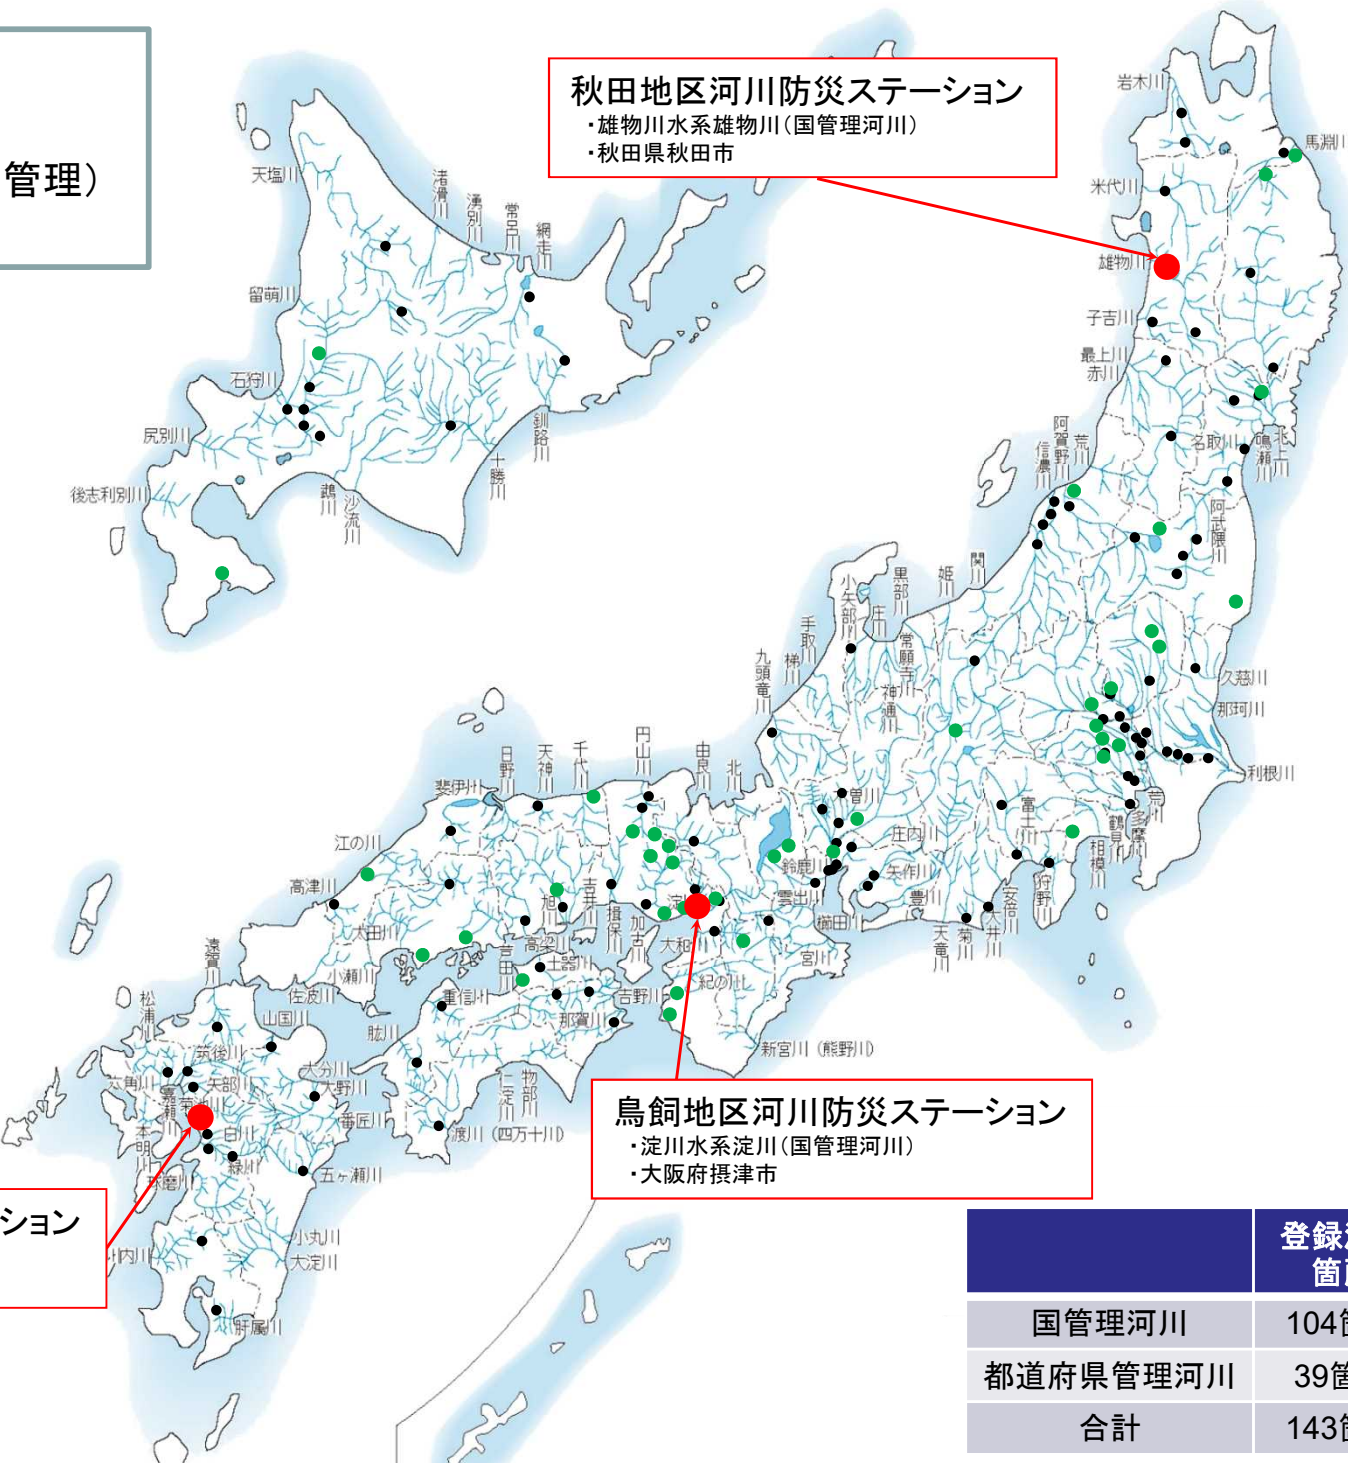 管理）
秋田地区河川防災ステーション
・雄物川水系雄物川（国管理河川）
・秋田県秋田市
岩木川
馬淵川
米代川
雄物川
子吉川
最上川
赤川
名取川
鳴瀬川
北上川
阿武隈川
荒川
阿賀野川
信濃川
関川
姫川
黒部川
常願寺川
神通川
庄川
小矢部川
手取川
梯川
九頭竜川
久慈川
那珂川
利根川
荒川
多摩川
鶴見川
相模川
富士川
狩野川
安倍川
大井川
菊川
天竜川
豊川
矢作川
庄内川
曽川
鈴鹿川
雲出川
櫛田川
宮川
天塩川
渚滑川
湧別川
常呂川
網走川
留萌川
石狩川
尻別川
後志利別川
鵡川
沙流川
十勝川
釧路川
北川
由良川
円山川
千代川
天神川
日野川
斐伊川
江の川
高津川
太田川
小瀬川
佐波川
芦田川
高梁川
旭川
吉井川
揖保川
加古川
淀
大和
紀の川
新宮川（熊野川）
吉野川
那賀川
土器川
重信川
肱川
物部川
仁淀川
渡川（四万十川）
遠賀川
山国川
松浦川
筑後川
六角川
嘉瀬川
矢部川
菊池川
白川
緑川
本明川
球磨川
大分川
大野川
番匠川
五ヶ瀬川
小丸川
大淀川
川内川
肝属川
鳥飼地区河川防災ステーション
・淀川水系淀川（国管理河川）
・大阪府摂津市
ション
登録
国管理河川 104
都道府県管理河川 39
合計 143